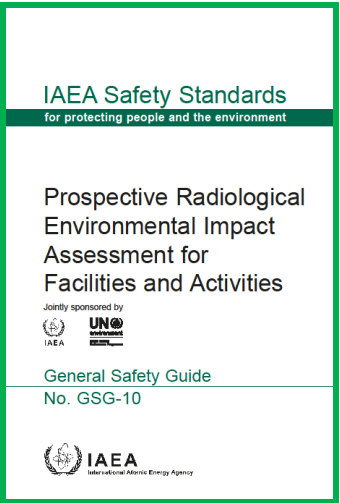 IAEA Safety Standards
for protecting people and the environment
Prospective Radiological
Environmental Impact
Assessment for
Facilities and Activities
Jointly sponsored by
IAEA
UN
environment
General Safety Guide
No. GSG-10
IAEA
International Atomic Energy Agency